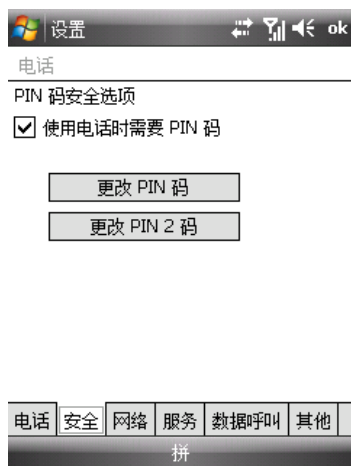 设置 ok
电话
PIN 码安全选项
使用电话时需要 PIN 码
更改 PIN 码
更改 PIN 2 码
电话 安全 网络 服务 数据呼叫 其他
拼